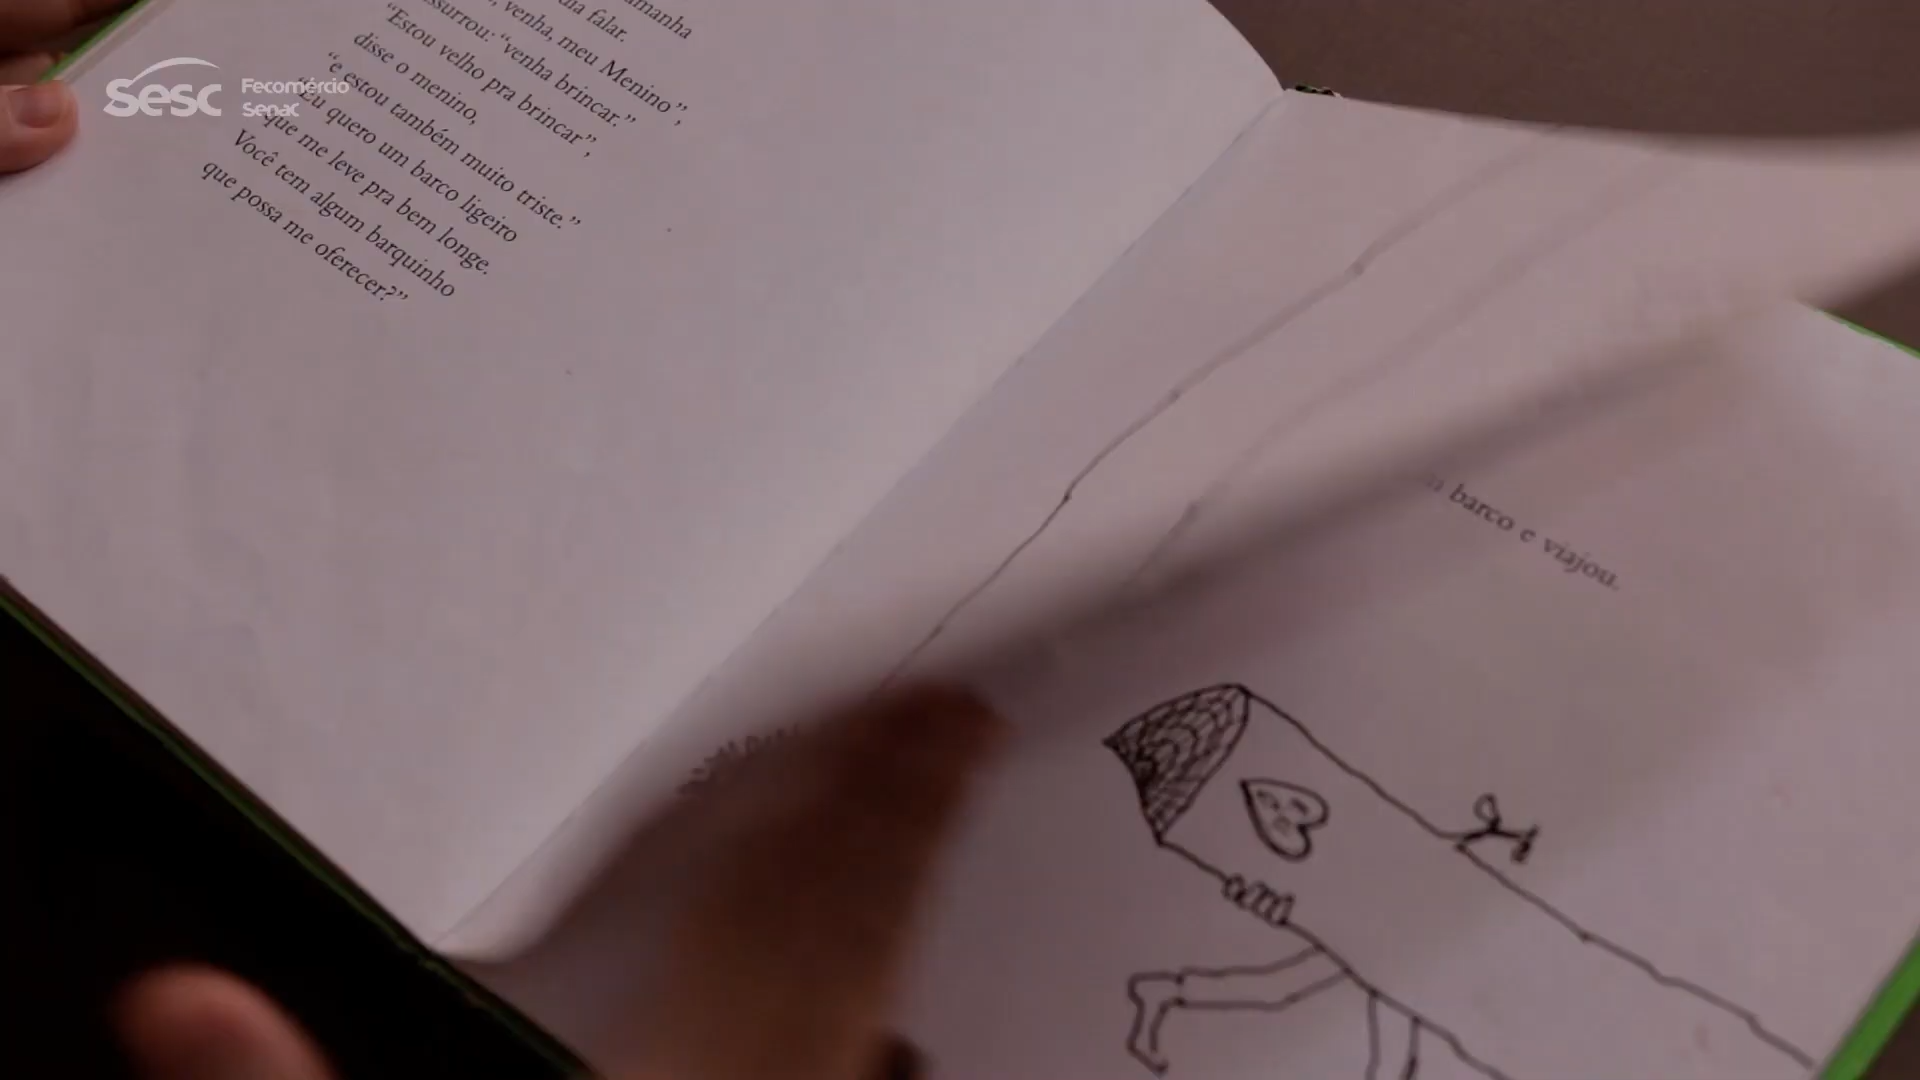 Sesc
Fecomércio
Senac
falar.
venha, meu Menino”,
“venha brincar.”
“Estou velho pra brincar”,
disse o menino,
“e estou também muito triste.”
“Eu quero um barco ligeiro
que me leve pra bem longe.
Você tem algum barquinho
que possa me oferecer?”
barco e viajou.